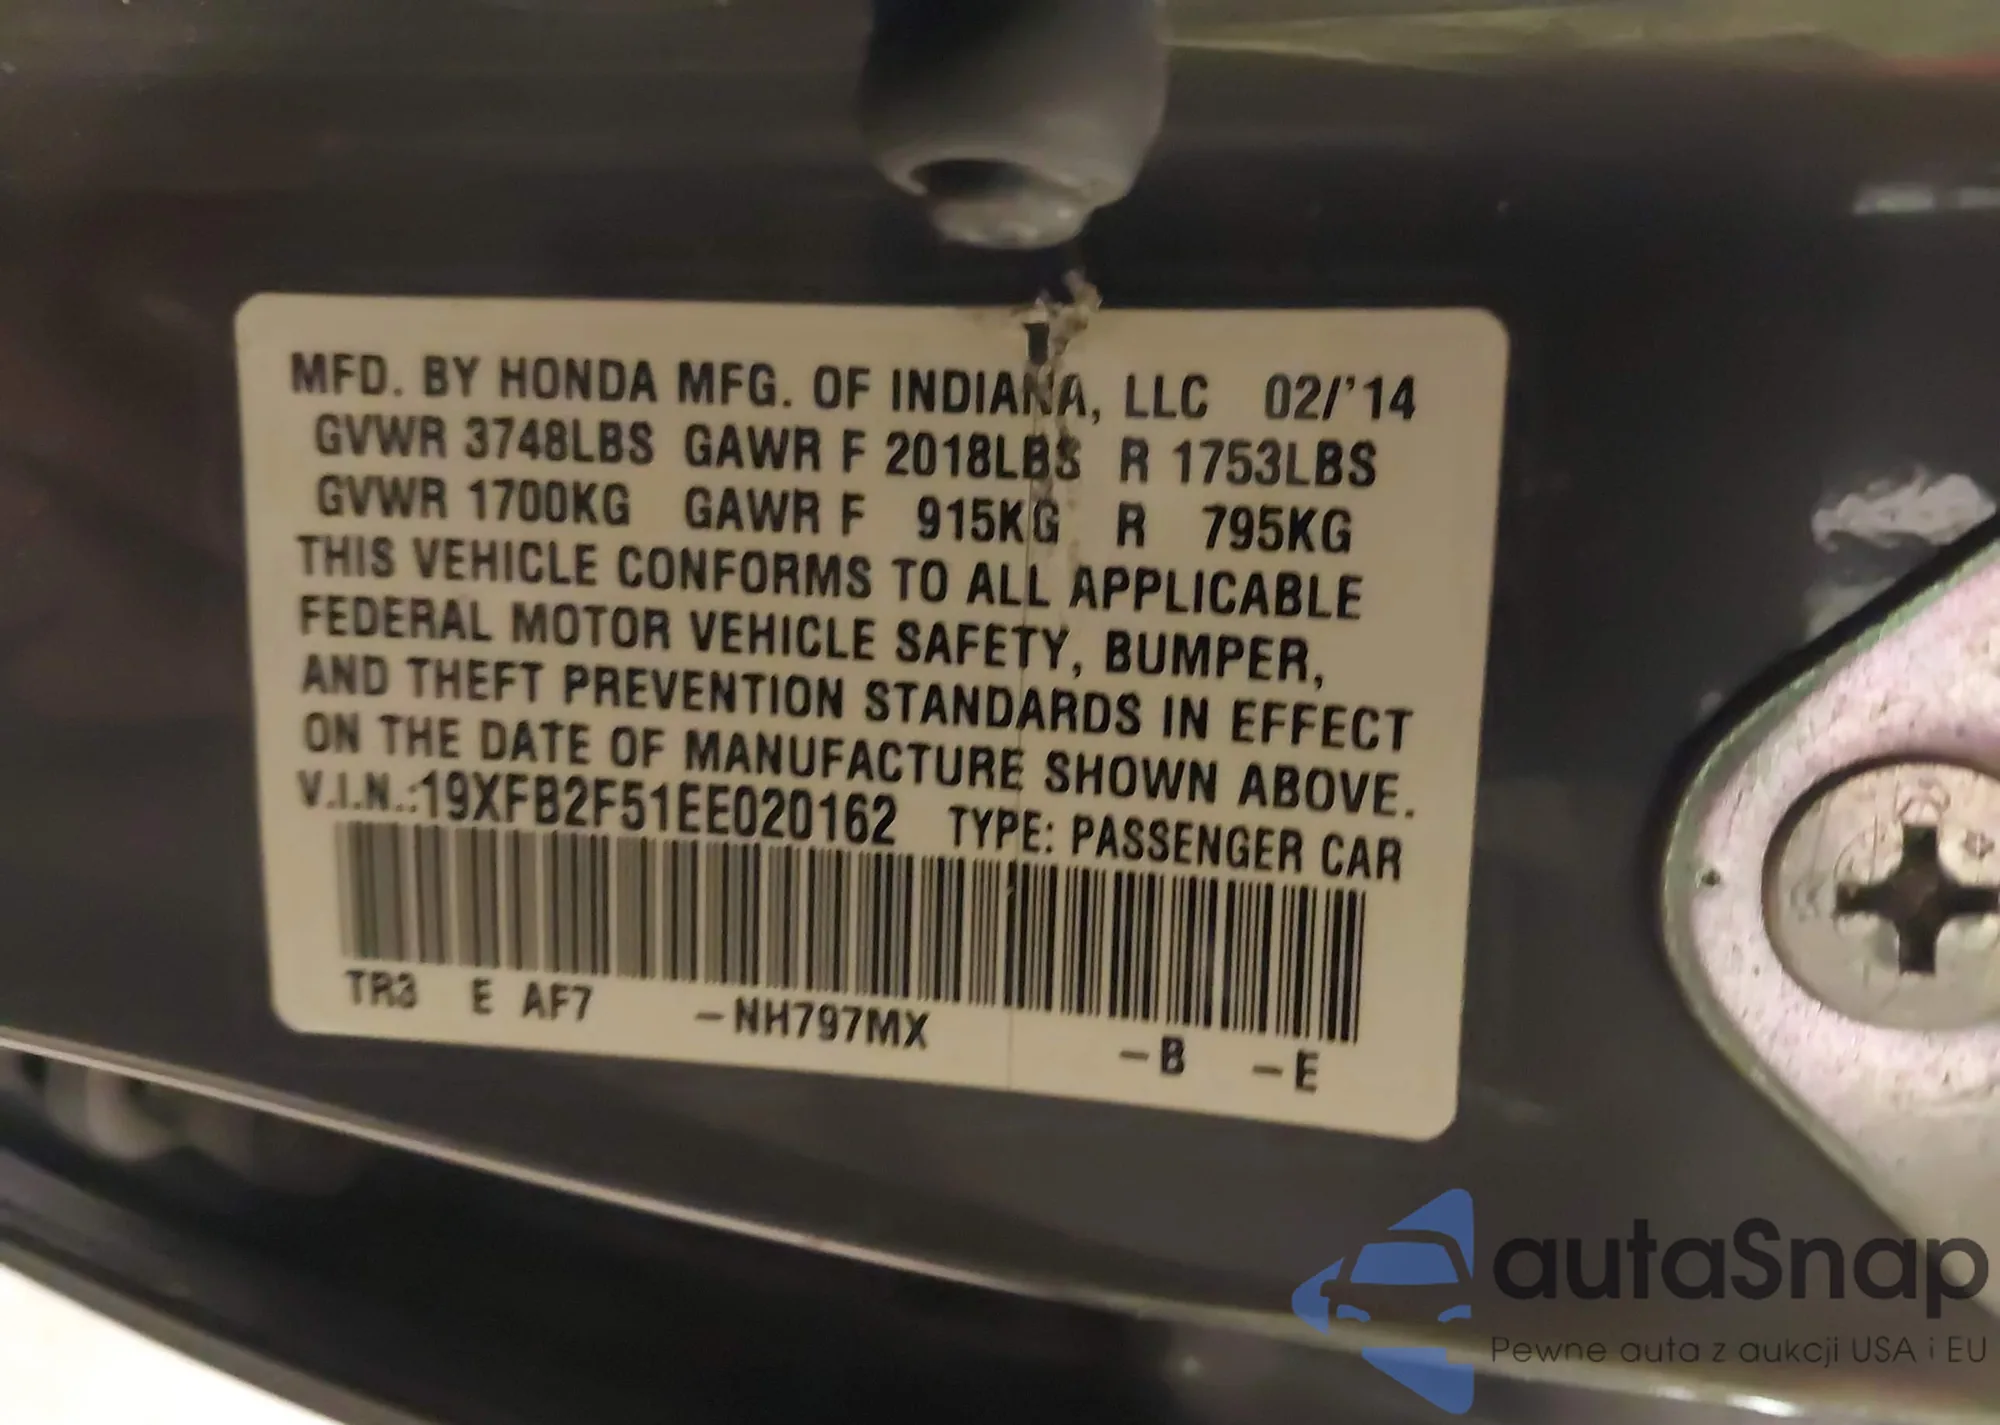 MFD. BY HONDA MFG. OF INDIANA, LLC 02/'14
GVWR 3748LBS GAWR F 2018LBS R 1753LBS
GVWR 1700KG GAWR F 915KG R 795KG
THIS VEHICLE CONFORMS TO ALL APPLICABLE
FEDERAL MOTOR VEHICLE SAFETY, BUMPER,
AND THEFT PREVENTION STANDARDS IN EFFECT
ON THE DATE OF MANUFACTURE SHOWN ABOVE.
V.I.N.:19XFB2F51EE020162 TYPE: PASSENGER CAR
TR3 E AF7 -NH797MX -B -E
autaSnap
Pewne auta z aukcji USA i EU